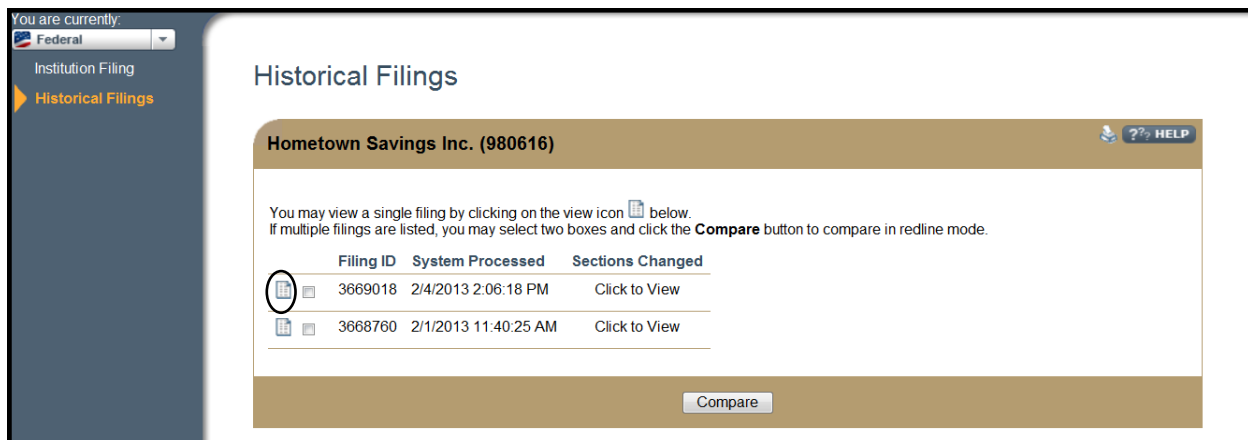 You are currently:
Federal
Institution Filing
Historical Filings
Historical Filings
Hometown Savings Inc. (980616)
??? HELP
You may view a single filing by clicking on the view icon below.
If multiple filings are listed, you may select two boxes and click the Compare button to compare in redline mode.
Filing ID System Processed Sections Changed
3669018 2/4/2013 2:06:18 PM Click to View
3668760 2/1/2013 11:40:25 AM Click to View
Compare